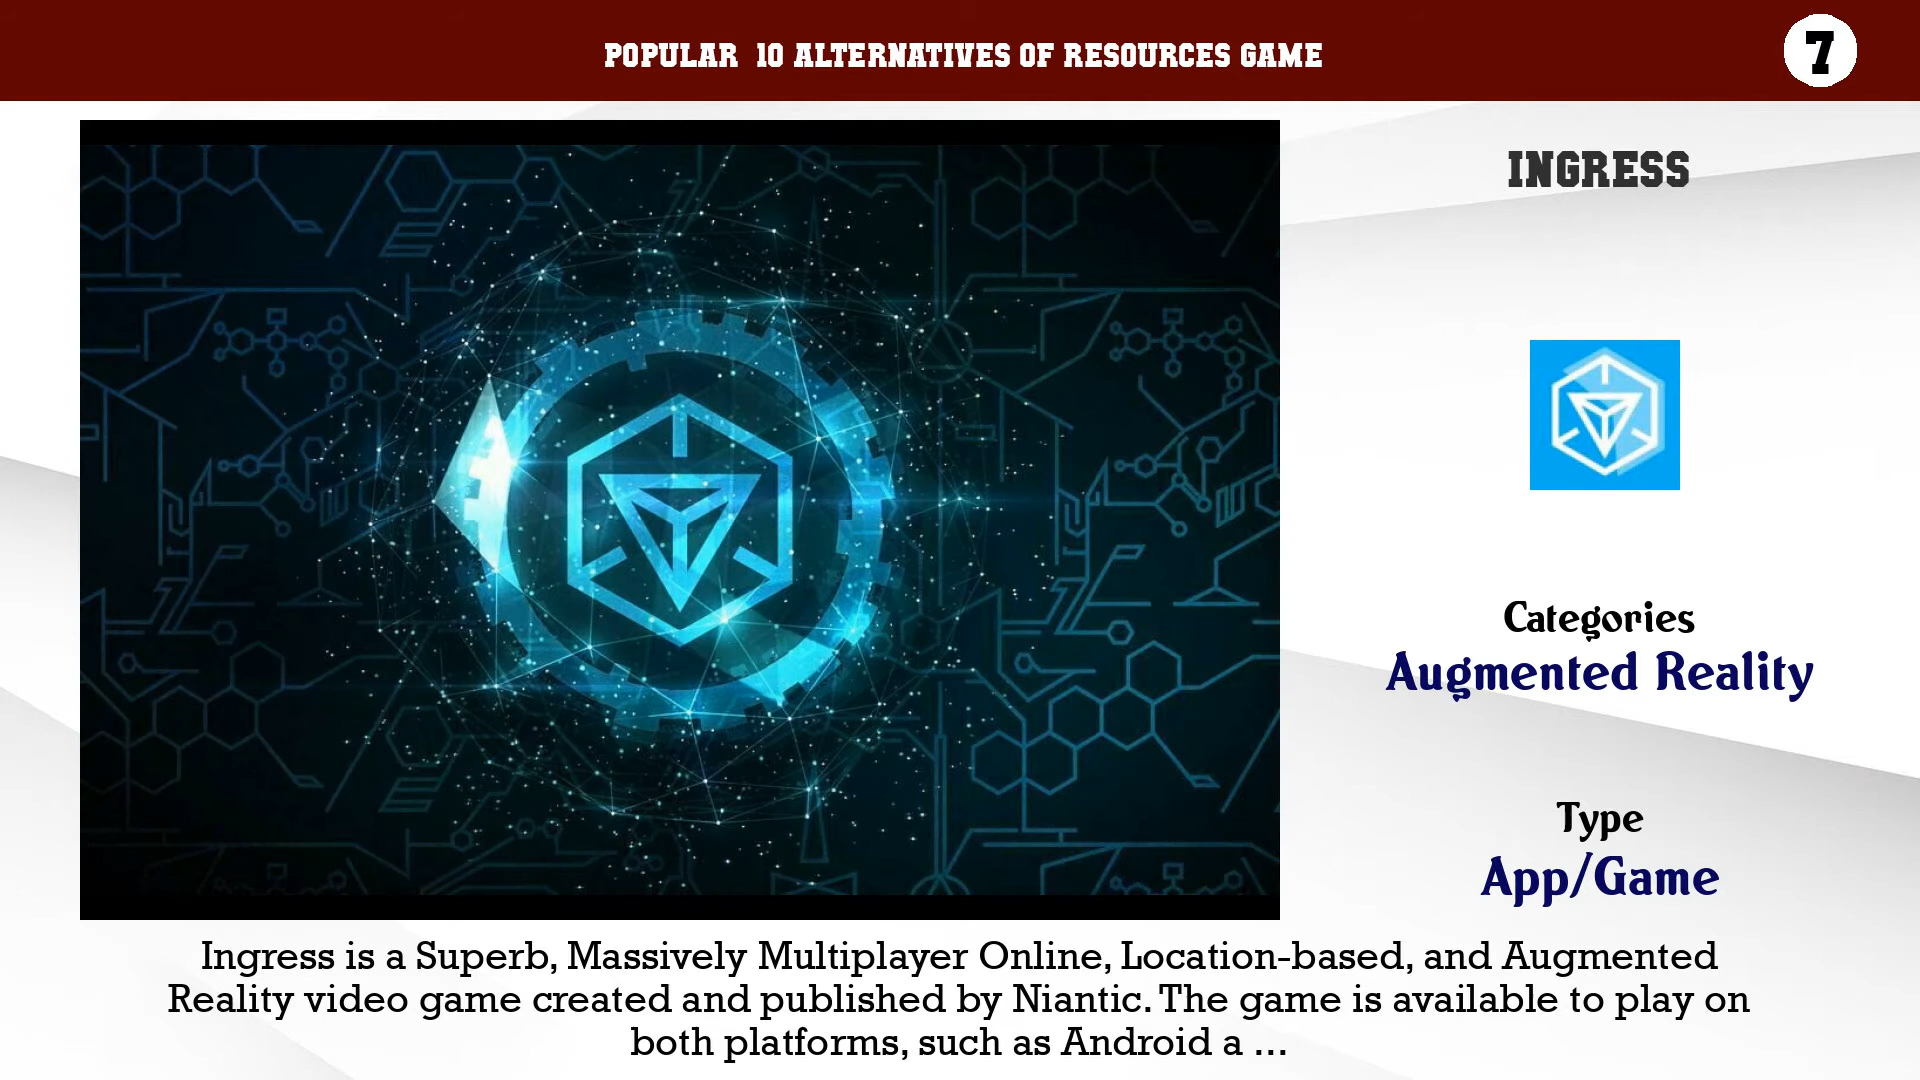 POPULAR 10 ALTERNATIVES OF RESOURCES GAME
7
INGRESS
Categories
Augmented Reality
Type
App/Game
Ingress is a Superb, Massively Multiplayer Online, Location-based, and Augmented
Reality video game created and published by Niantic. The game is available to play on
both platforms, such as Android a ...